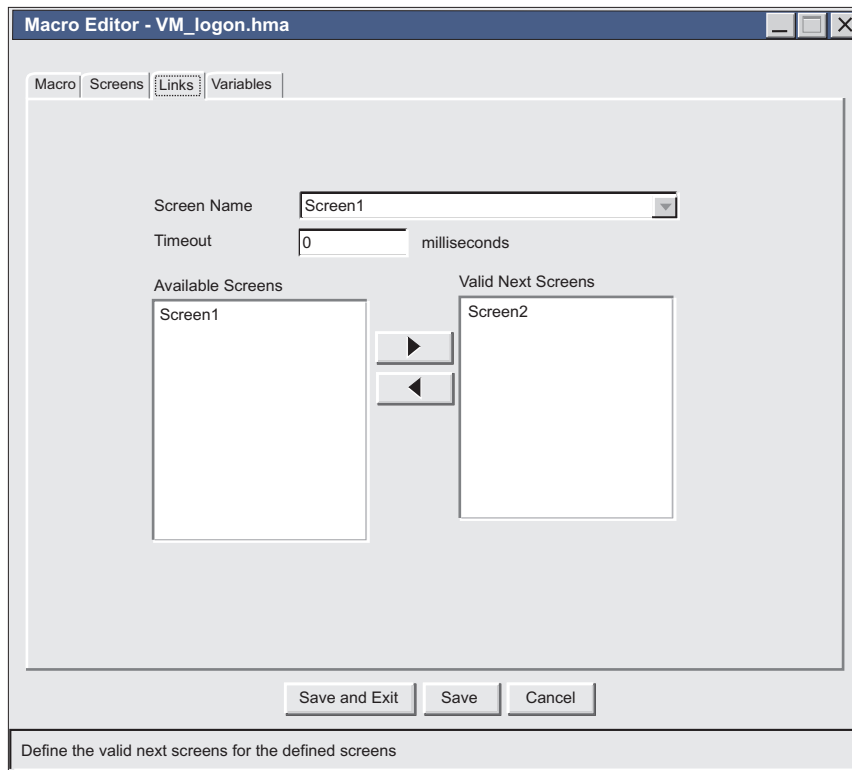 Macro Editor - VM_logon.hma
Macro Screens Links Variables
Screen Name Screen1
Timeout 0 milliseconds
Available Screens
Screen1
Valid Next Screens
Screen2
Save and Exit Save Cancel
Define the valid next screens for the defined screens